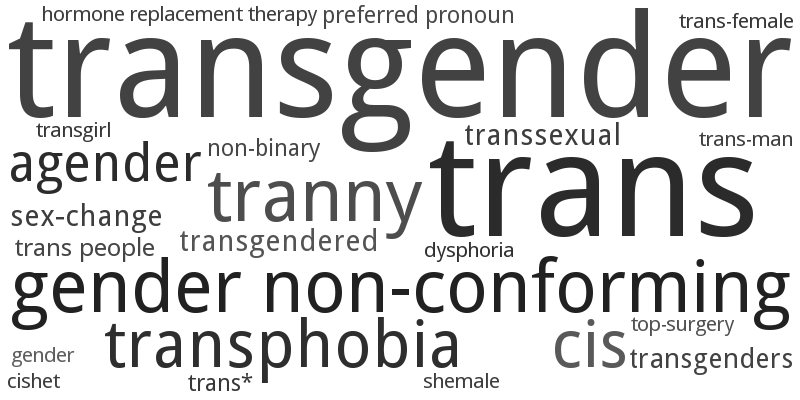 hormone replacement therapy preferred pronoun
trans-female
transgender
transgirl
transsexual
trans-man
agender
non-binary
trans
tranny
sex-change
transgendered
trans people
dysphoria
gender non-conforming
transphobia
cis
top-surgery
gender
transgenders
cishet
trans*
shemale